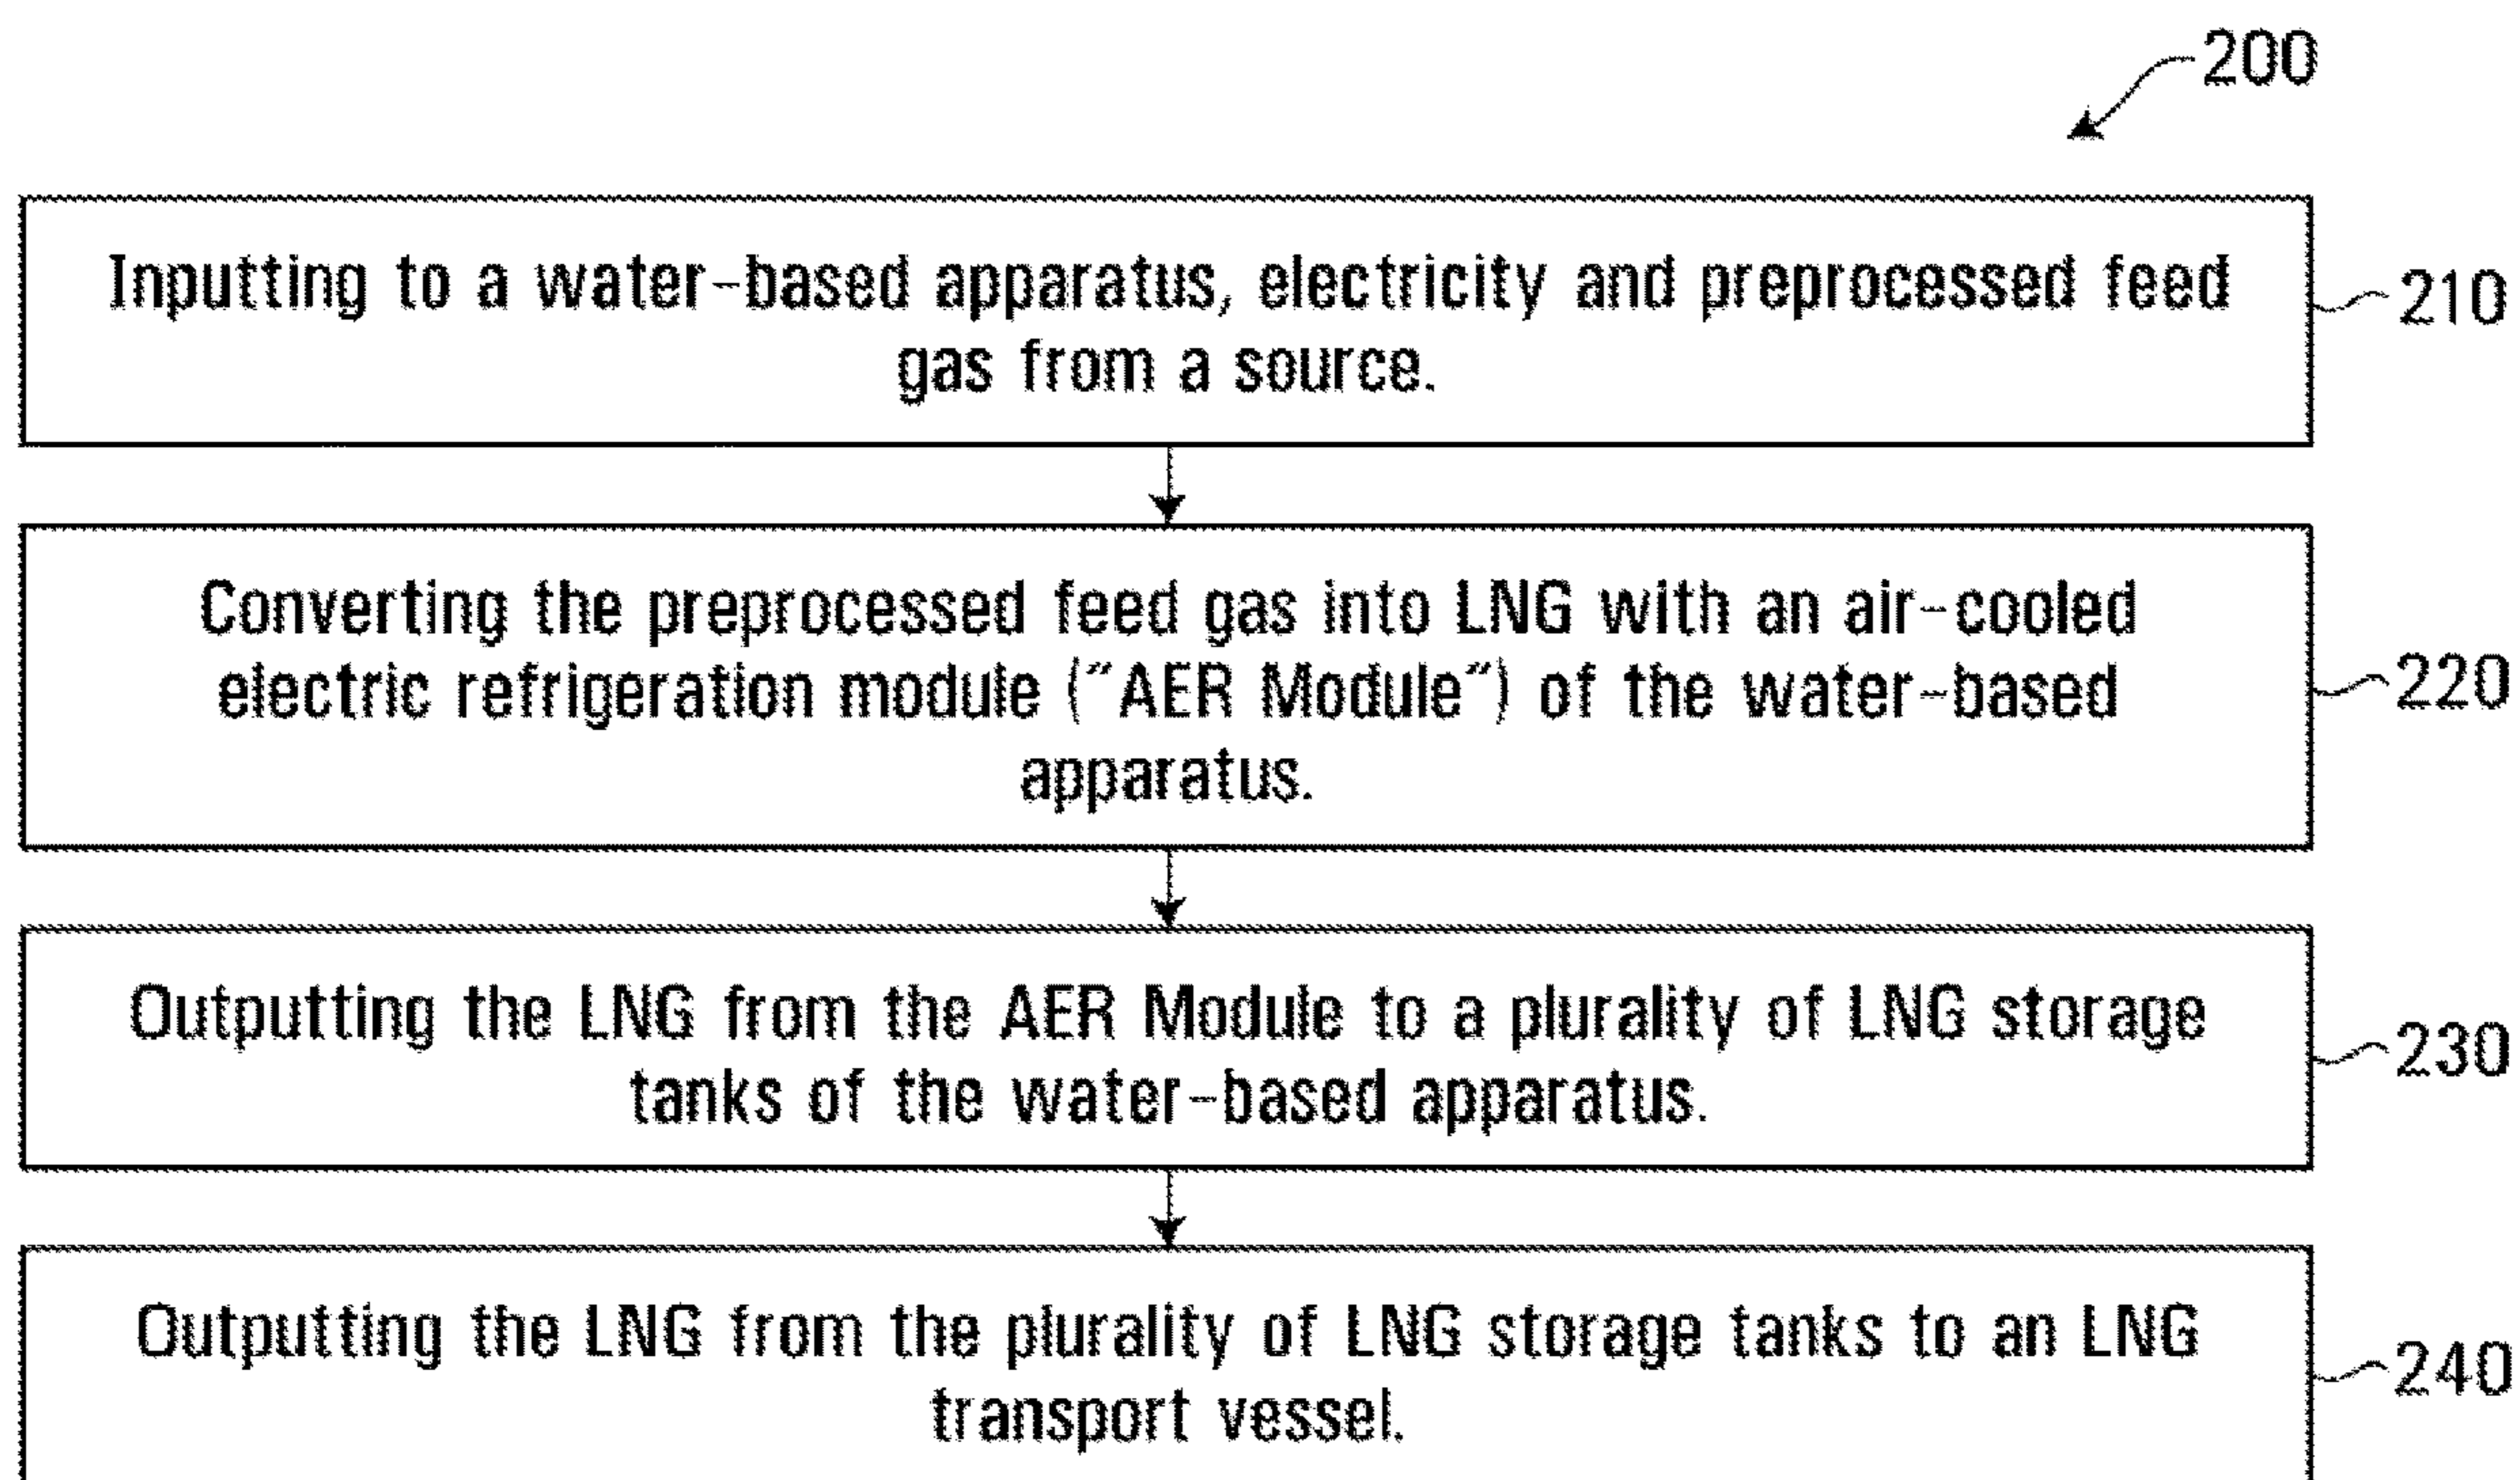 200
Inputting to a water-based apparatus, electricity and preprocessed feed
gas from a source.
210
Converting the preprocessed feed gas into LNG with an air-cooled
electric refrigeration module ("AER Module") of the water-based
apparatus.
220
Outputting the LNG from the AER Module to a plurality of LNG storage
tanks of the water-based apparatus.
230
Outputting the LNG from the plurality of LNG storage tanks to an LNG
transport vessel.
240